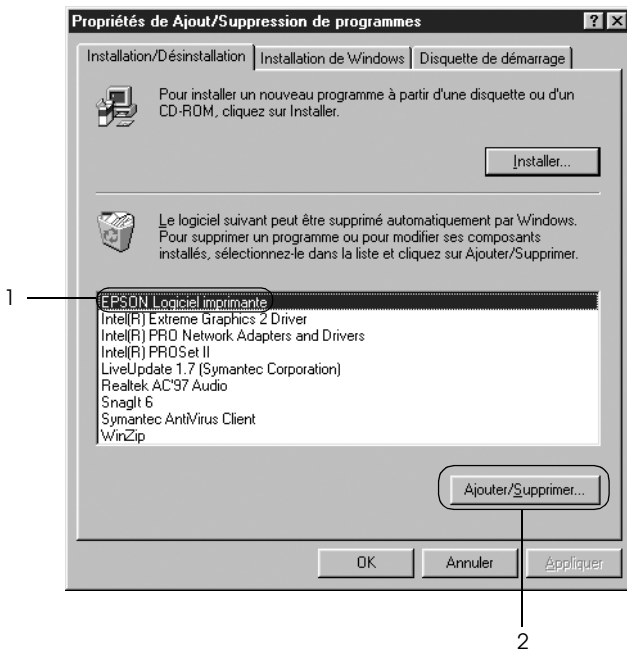 Propriétés de Ajout/Suppression de programmes
Installation/Désinstallation Installation de Windows Disquette de démarrage
Pour installer un nouveau programme à partir d'une disquette ou d'un
CD-ROM, cliquez sur Installer.
Installer...
Le logiciel suivant peut être supprimé automatiquement par Windows.
Pour supprimer un programme ou pour modifier ses composants
installés, sélectionnez-le dans la liste et cliquez sur Ajouter/Supprimer.
1
EPSON Logiciel imprimante
Intel(R) Extreme Graphics 2 Driver
Intel(R) PRO Network Adapters and Drivers
Intel(R) PROSet II
LiveUpdate 1.7 (Symantec Corporation)
Realtek AC'97 Audio
SnagIt 6
Symantec AntiVirus Client
WinZip
Ajouter/Supprimer...
OK Annuler Appliquer
2